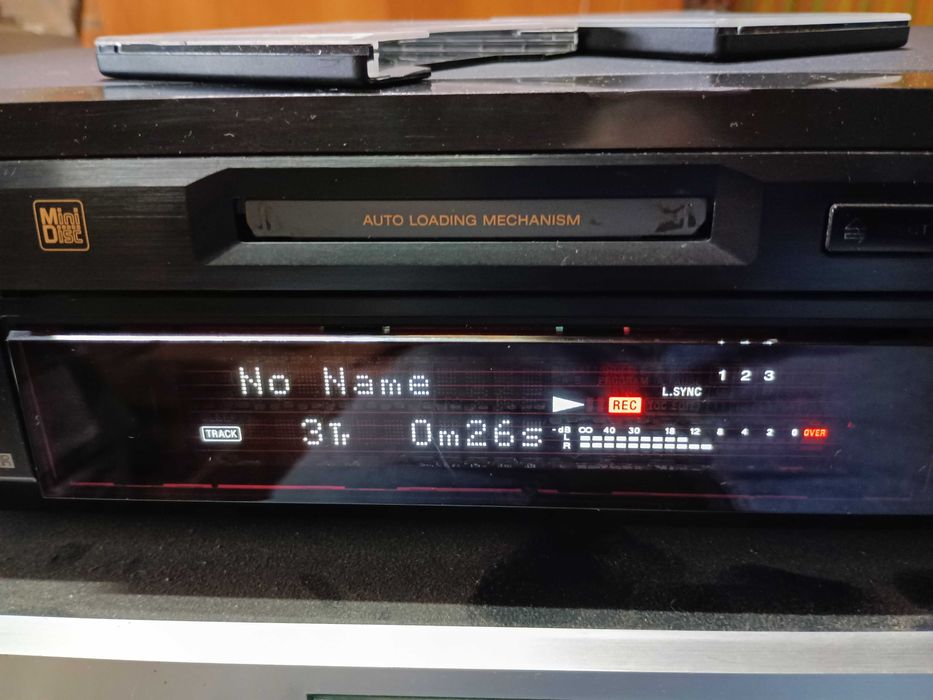 Mini
Disc
AUTO LOADING MECHANISM
No Name
1 2 3
L.SYNC
REC
TRACK
3Tr
0m26s
-dB ∞ 40 30 18 12 8 4 2 0 OVER
L
R